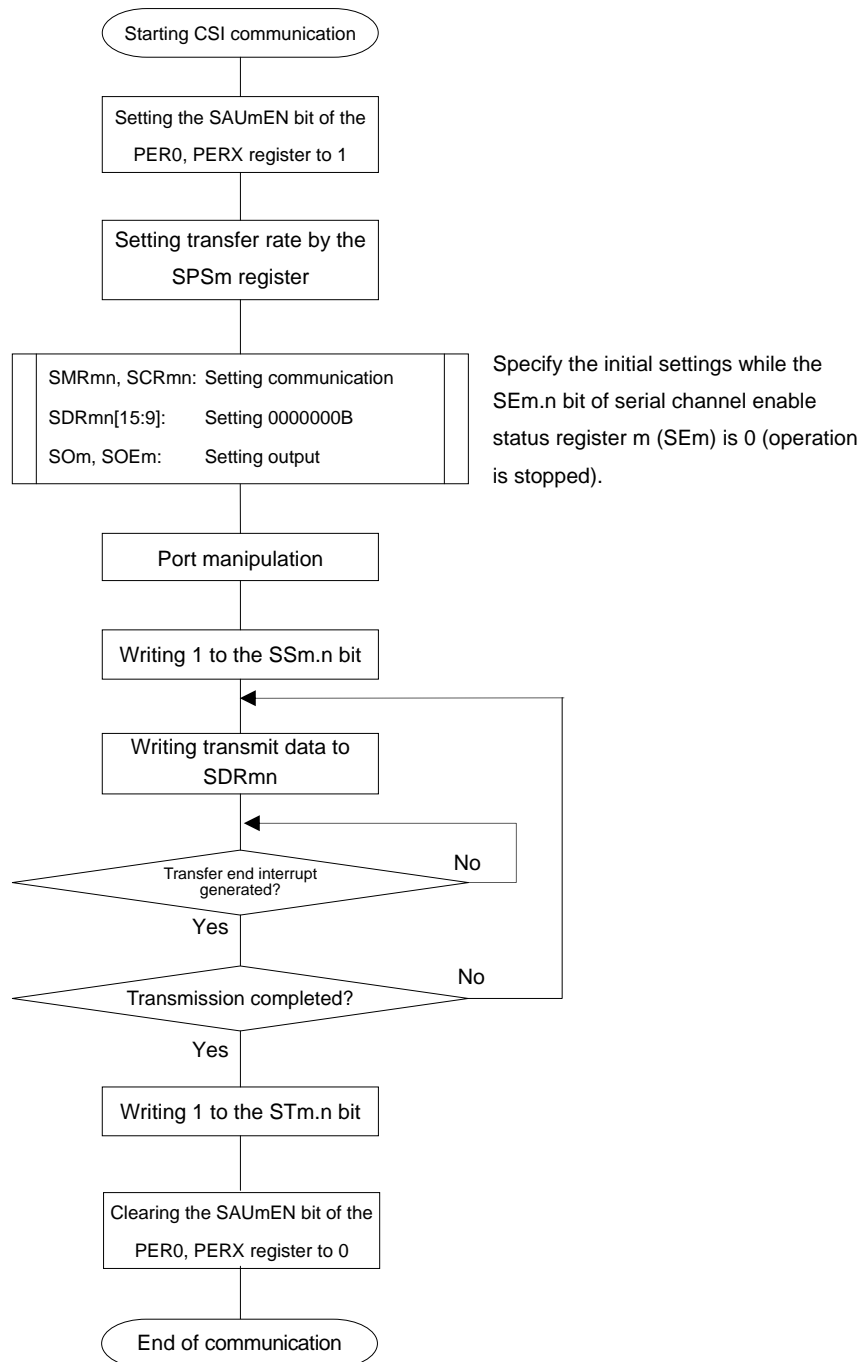 Starting CSI communication
Setting the SAUmEN bit of the
PER0, PERX register to 1
Setting transfer rate by the
SPSm register
SMRmn, SCRmn: Setting communication
SDRmn[15:9]: Setting 0000000B
SOm, SOEm: Setting output
Specify the initial settings while the
SEm.n bit of serial channel enable
status register m (SEm) is 0 (operation
is stopped).
Port manipulation
Writing 1 to the SSm.n bit
Writing transmit data to
SDRmn
Transfer end interrupt
generated?
No
Yes
Transmission completed?
No
Yes
Writing 1 to the STm.n bit
Clearing the SAUmEN bit of the
PER0, PERX register to 0
End of communication